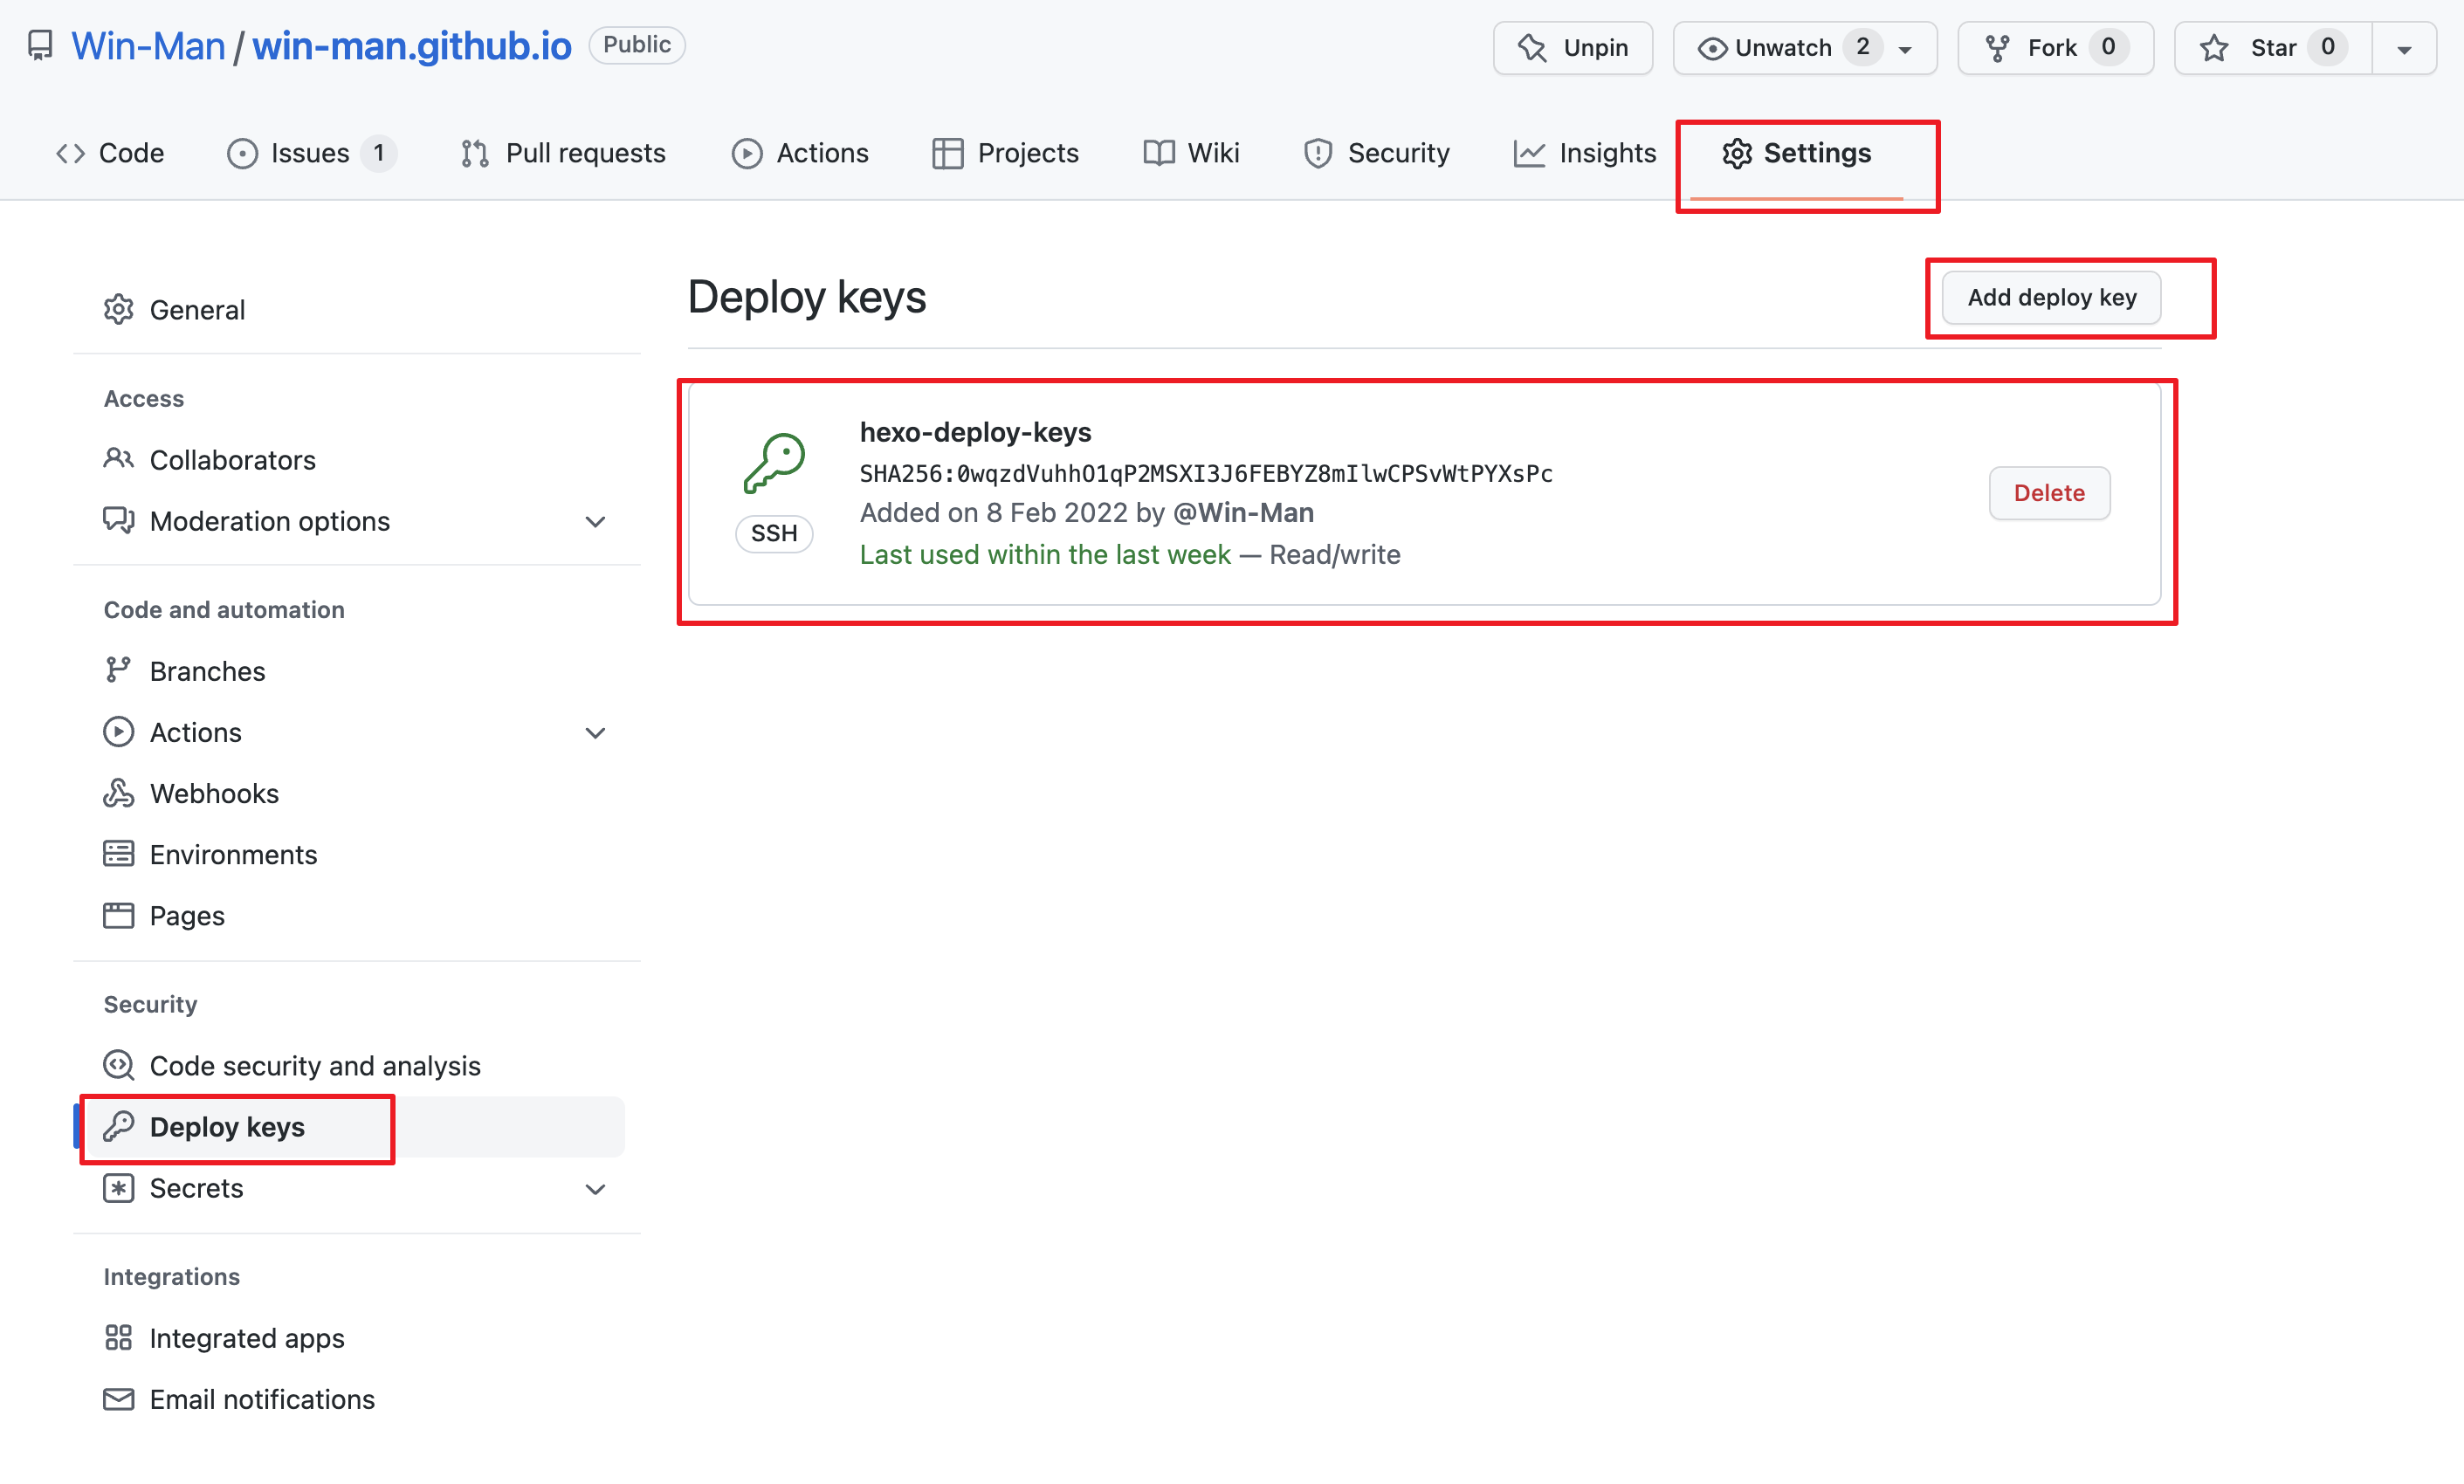 Win-Man / win-man.github.io Public
Unpin
Unwatch 2
Fork 0
Star 0
Code
Issues 1
Pull requests
Actions
Projects
Wiki
Security
Insights
Settings
General
Access
Collaborators
Moderation options
Code and automation
Branches
Actions
Webhooks
Environments
Pages
Security
Code security and analysis
Deploy keys
Secrets
Integrations
Integrated apps
Email notifications
Deploy keys
Add deploy key
SSH
hexo-deploy-keys
SHA256:0wqzdVuhhO1qP2MSXI3J6FEBYZ8mIlwCPSvWtPYXsPc
Added on 8 Feb 2022 by @Win-Man
Last used within the last week — Read/write
Delete